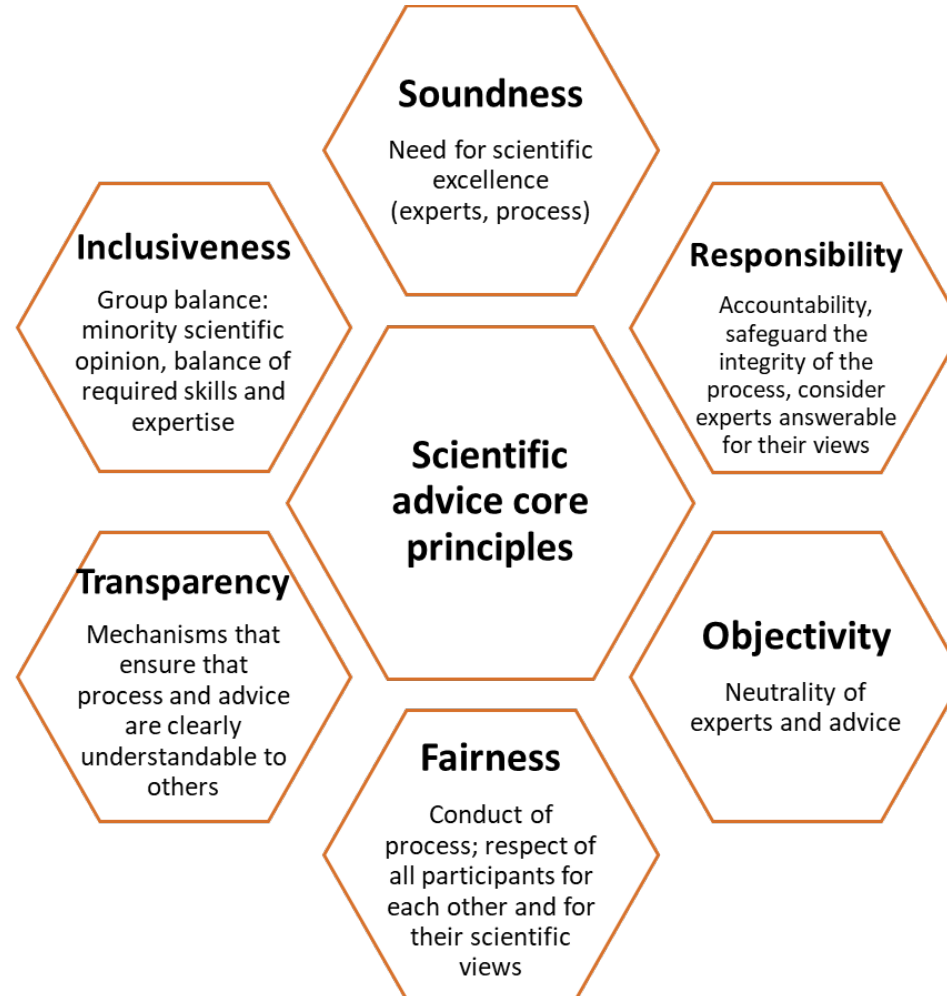 Soundness
Need for scientific
excellence
(experts, process)
Inclusiveness
Group balance:
minority scientific
opinion, balance of
required skills and
expertise
Responsibility
Accountability,
safeguard the
integrity of the
process, consider
experts answerable
for their views
Scientific
advice core
principles
Transparency
Mechanisms that
ensure that
process and advice
are clearly
understandable to
others
Objectivity
Neutrality of
experts and advice
Fairness
Conduct of
process; respect of
all participants for
each other and for
their scientific
views